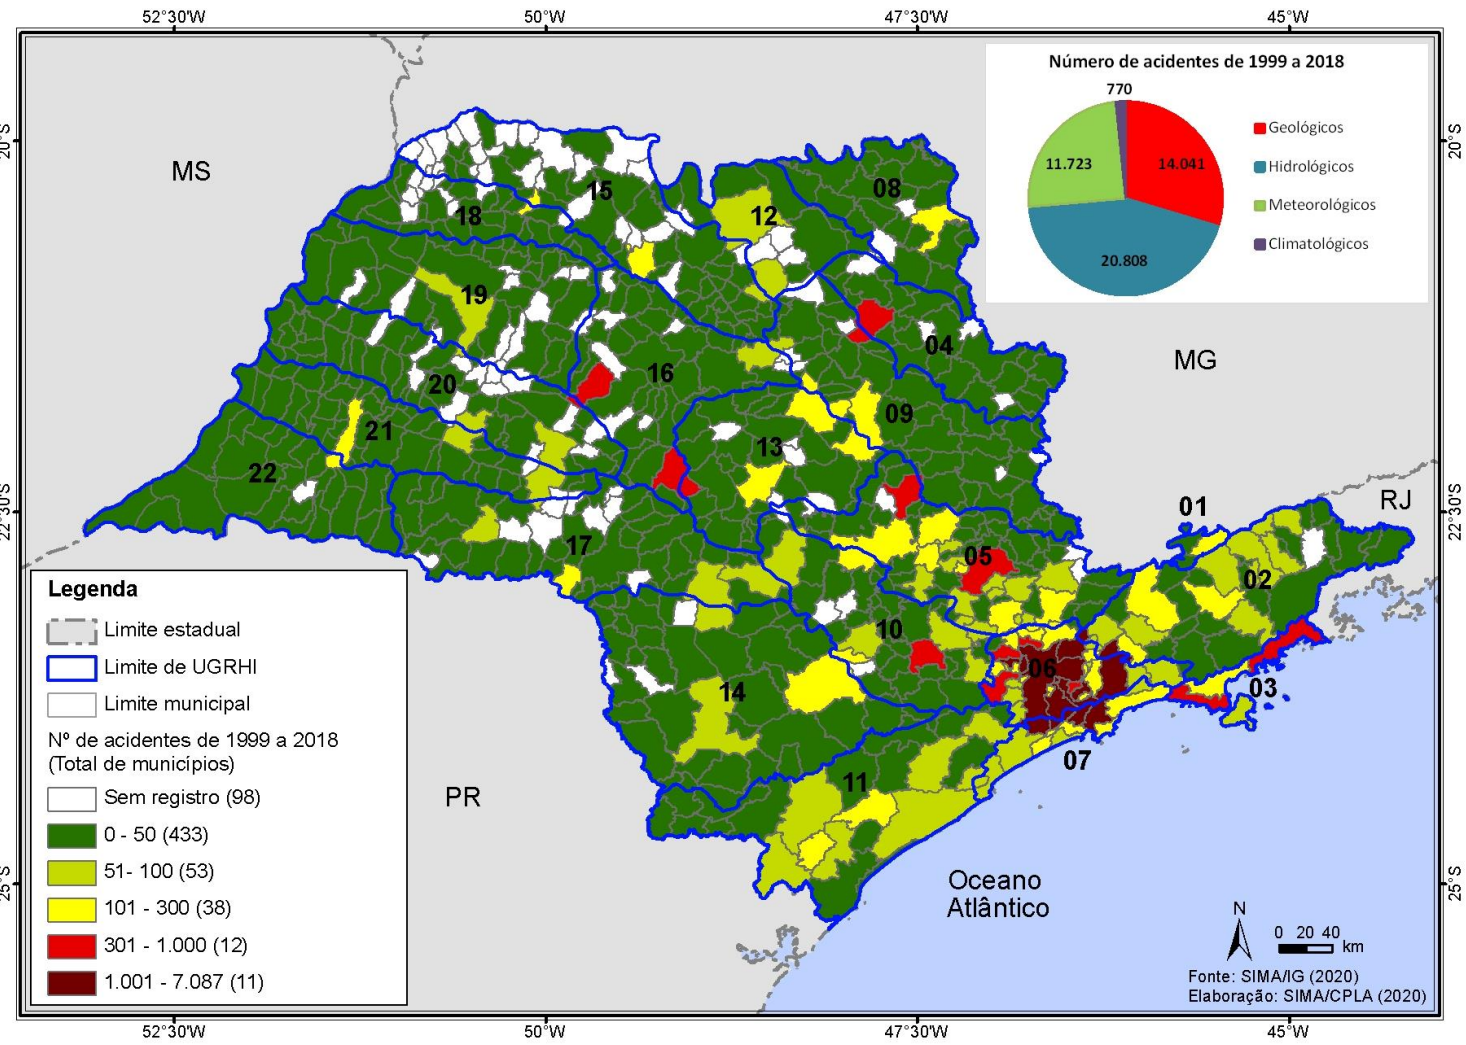 52°30'W
50°W
47°30'W
45°W
20°S
20°S
22°30'S
22°30'S
25°S
25°S
Número de acidentes de 1999 a 2018
770
11.723
14.041
20.808
Geológicos
Hidrológicos
Meteorológicos
Climatológicos
MS
MG
RJ
PR
15
08
18
12
19
04
16
20
09
21
13
22
01
17
05
02
10
06
03
14
07
11
Oceano
Atlântico
Legenda
Limite estadual
Limite de UGRHI
Limite municipal
Nº de acidentes de 1999 a 2018
(Total de municípios)
Sem registro (98)
0 - 50 (433)
51- 100 (53)
101 - 300 (38)
301 - 1.000 (12)
1.001 - 7.087 (11)
N
0 20 40
km
Fonte: SIMA/IG (2020)
Elaboração: SIMA/CPLA (2020)
52°30'W
50°W
47°30'W
45°W